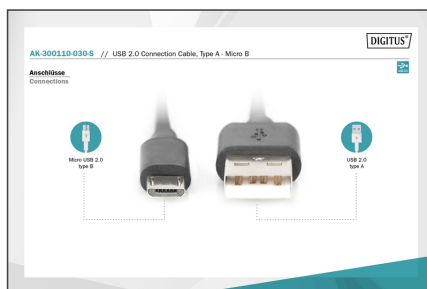 DIGITUS®
AK-300110-030-S // USB 2.0 Connection Cable, Type A - Micro B
Anschlüsse
Connections
Micro USB 2.0
type B
USB 2.0
type A